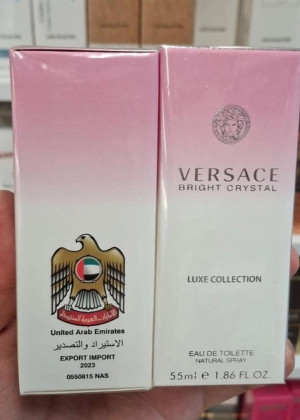 United Arab Emirates
الاستيراد والتصدير
EXPORT IMPORT
2023
0550815 NAS
VERSACE
BRIGHT CRYSTAL
LUXE COLLECTION
EAU DE TOILETTE
NATURAL SPRAY
55ml e 1.86 FL.OZ.